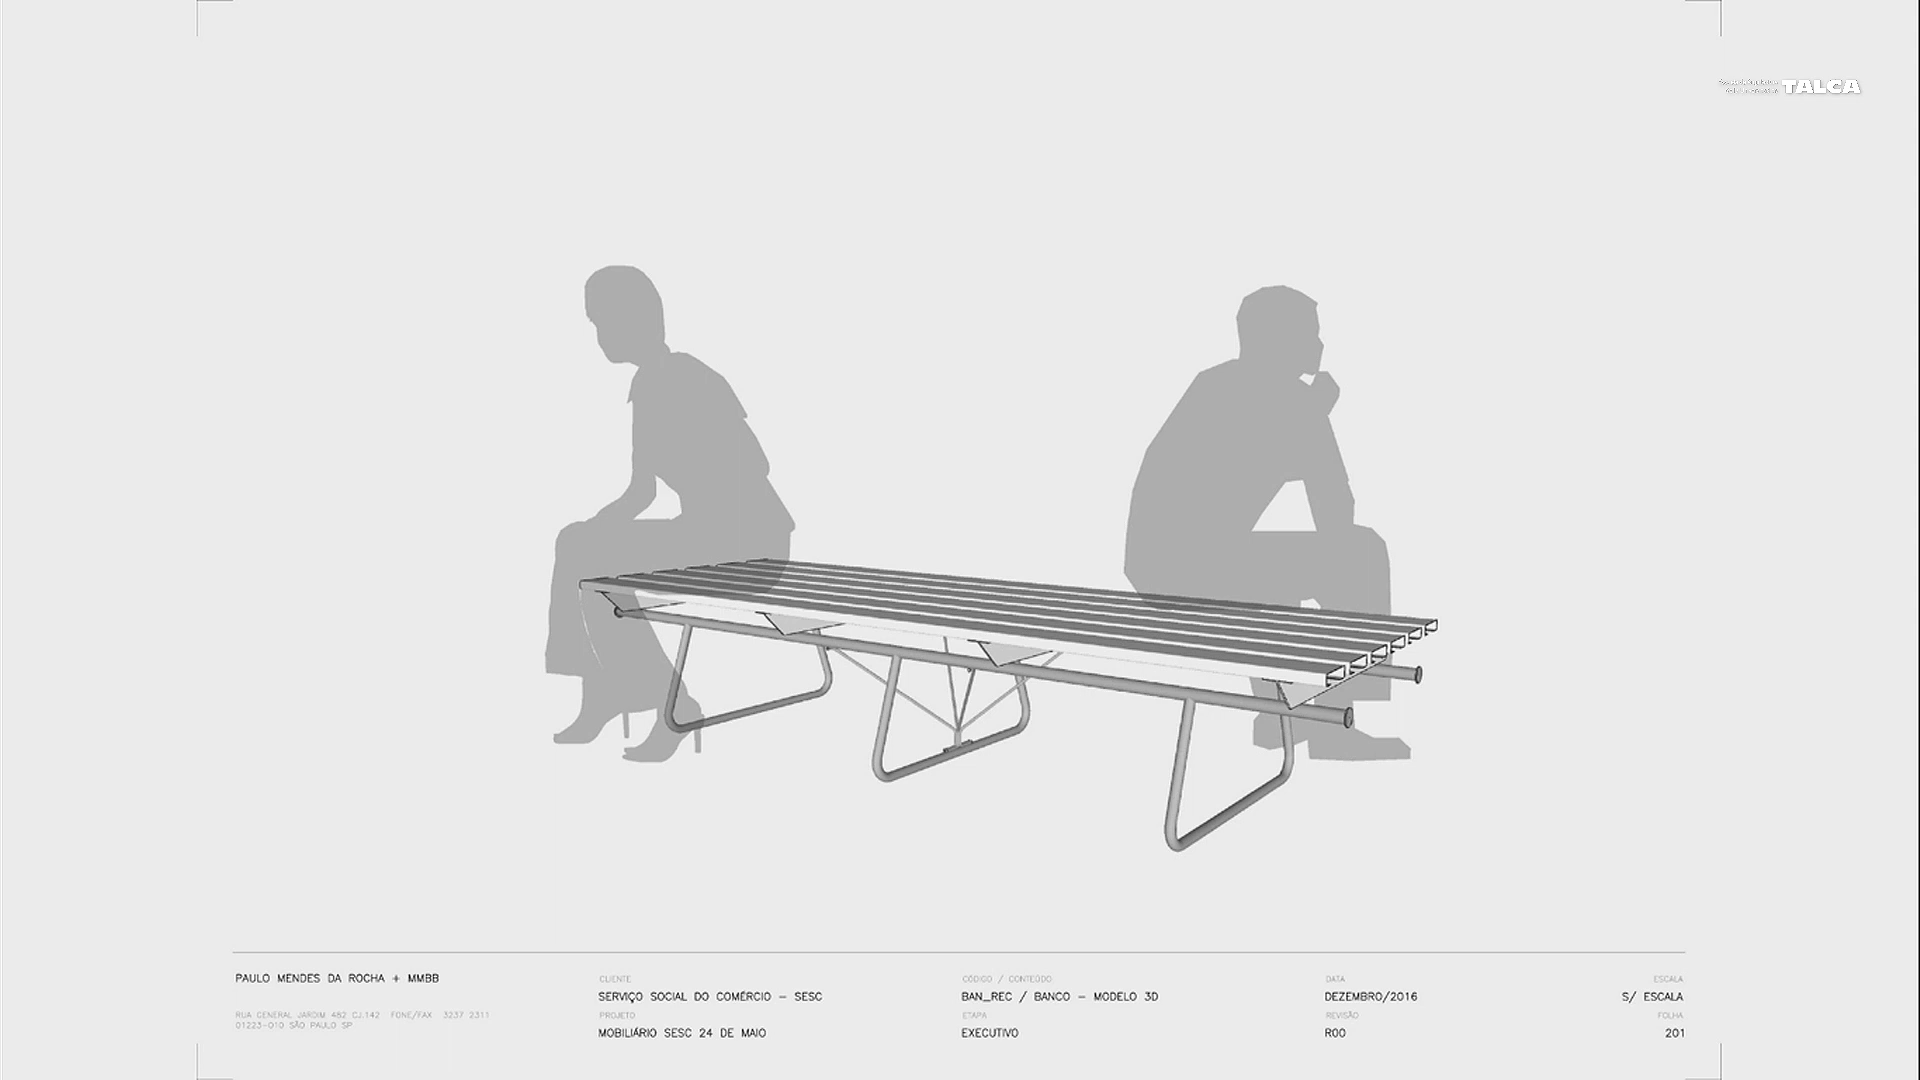 TALCA
PAULO MENDES DA ROCHA + MMBB
RUA GENERAL JARDIM 482 CJ.142 FONE/FAX 3237 2311
01223-010 SÃO PAULO SP
CLIENTE
SERVIÇO SOCIAL DO COMÉRCIO - SESC
PROJETO
MOBILIÁRIO SESC 24 DE MAIO
CÓDIGO / CONTEÚDO
BAN_REC / BANCO - MODELO 3D
ETAPA
EXECUTIVO
DATA
DEZEMBRO/2016
REVISÃO
R00
ESCALA
S/ ESCALA
FOLHA
201